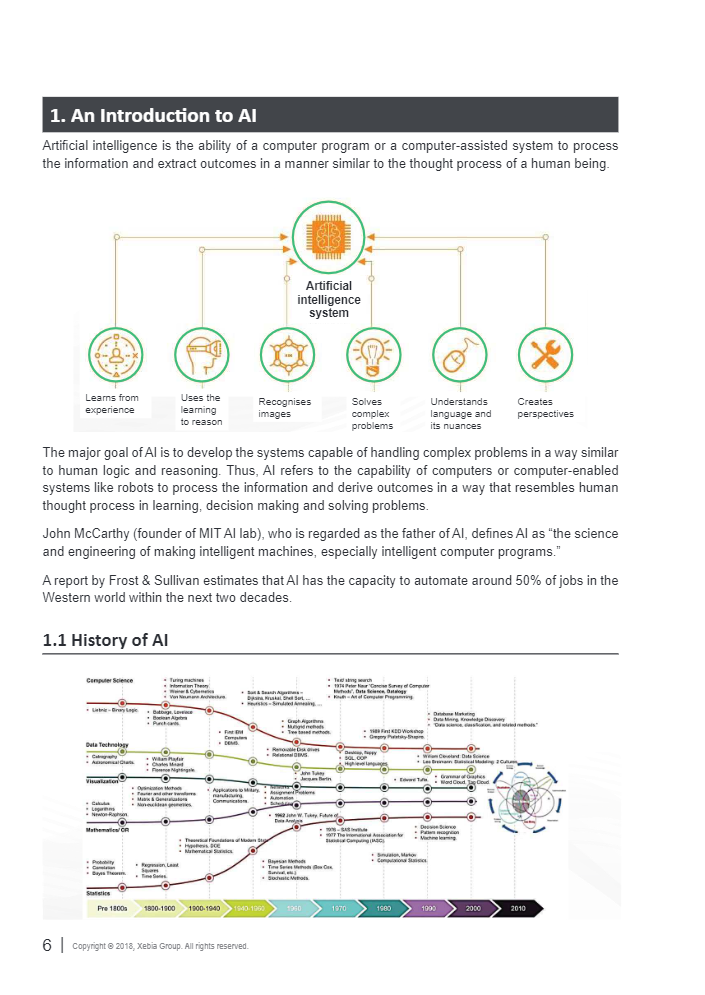 1. An Introduction to AI
Artificial intelligence is the ability of a computer program or a computer-assisted system to process
the information and extract outcomes in a manner similar to the thought process of a human being.
Artificial
intelligence
system
Learns from
experience
Uses the
learning
to reason
Recognises
images
Solves
complex
problems
Understands
language and
its nuances
Creates
perspectives
The major goal of AI is to develop the systems capable of handling complex problems in a way similar
to human logic and reasoning. Thus, AI refers to the capability of computers or computer-enabled
systems like robots to process the information and derive outcomes in a way that resembles human
thought process in learning, decision making and solving problems.
John McCarthy (founder of MIT AI lab), who is regarded as the father of AI, defines AI as “the science
and engineering of making intelligent machines, especially intelligent computer programs.”
A report by Frost & Sullivan estimates that AI has the capacity to automate around 50% of jobs in the
Western world within the next two decades.
1.1 History of AI
Computer Science
• Turing machines
• Information Theory
• Wiener & Cybernetics
• Von Neumann Architecture.
• Sort & Search Algorithms –
Dijkstra, Kruskal, Shell Sort, ...
• Heuristics – Simulated Annealing, ...
• Text/ string search
• 1974 Peter Naur "Concise Survey of Computer
Methods", Data Science, Datalogy
• Knuth – Art of Computer Programming.
• Leibniz – Binary Logic
• Babbage, Lovelace
• Boolean Algebra
• Punch cards.
• First IBM
Computers
• DBMS.
• Graph Algorithms
• Multigrid methods
• Tree based methods.
• 1989 First KDD Workshop
• Gregory Piatetsky-Shapiro.
• Database Marketing
• Data Mining, Knowledge Discovery
• "Data science, classification, and related methods."
Data Technology
• Calligraphy
• Astronomical Charts.
• William Playfair
• Charles Minard
• Florence Nightingale.
• Removable Disk drives
• Relational DBMS.
• Desktop, floppy
• SQL, OOP
• High level languages
• William Cleveland: Data Science
• Leo Breimann: Statistical Modeling: 2 Cultures
Visualization
• John Tukey
• Jacques Bertin.
• Edward Tufte.
• Grammar of Graphics
• Word Cloud, Tag Cloud
• Calculus
• Logarithms
• Newton-Raphson.
• Optimization Methods
• Fourier and other transforms
• Matrix & Generalizations
• Non-euclidean geometries.
• Applications to Military,
manufacturing,
Communications.
• Networks
• Assignment Problems
• Automation
• Scheduling
Mathematics/ OR
• 1962 John W. Tukey, Future of
Data Analysis
• Theoretical Foundations of Modern Stats
• Hypothesis, DOE
• Mathematical Statistics.
• 1976 – SAS Institute
• 1977 The International Association for
Statistical Computing (IASC).
• Decision Science
• Pattern recognition
• Machine learning.
• Probability
• Correlation
• Bayes Theorem.
• Regression, Least
Squares
• Time Series.
• Bayesian Methods
• Time Series Methods (Box Cox,
Survival, etc.)
• Stochastic Methods.
• Simulation, Markov
• Computational Statistics.
Statistics
Pre 1800s
1800-1900
1900-1940
1940-1960
1960
1970
1980
1990
2000
2010
6 | Copyright © 2018, Xebia Group. All rights reserved.